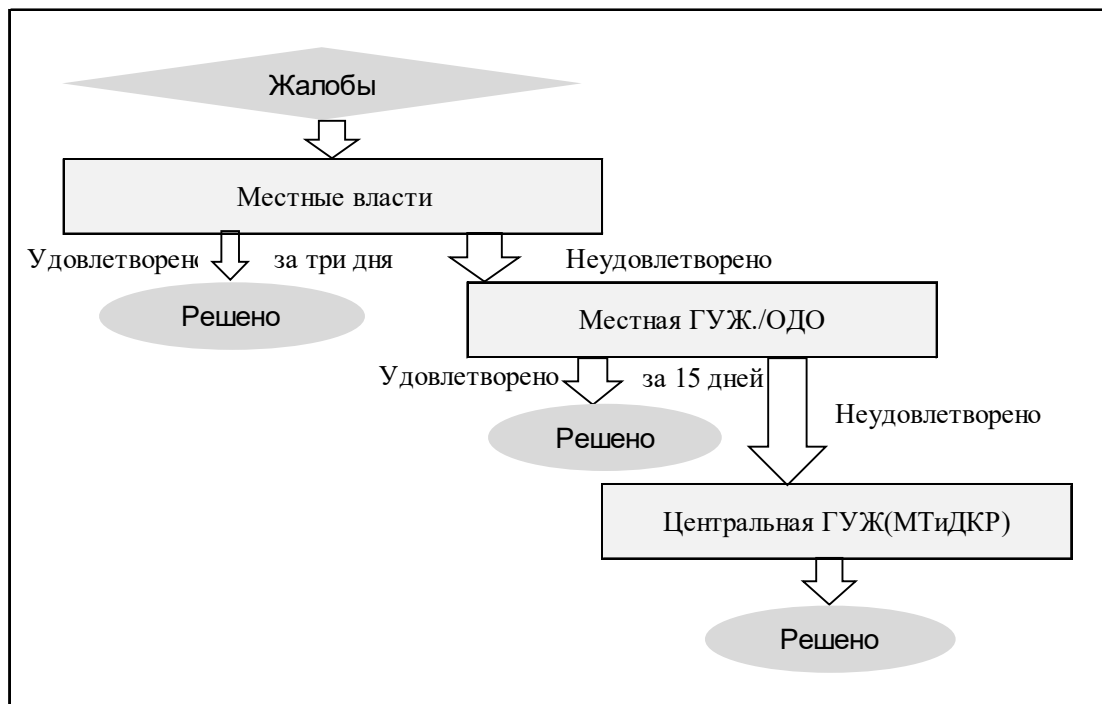 Жалобы
Местные власти
Удовлетворено за три дня Неудовлетворено
Решено
Местная ГУЖ./ОДО
Удовлетворено за 15 дней
Решено
Неудовлетворено
Центральная ГУЖ(МТиДКР)
Решено